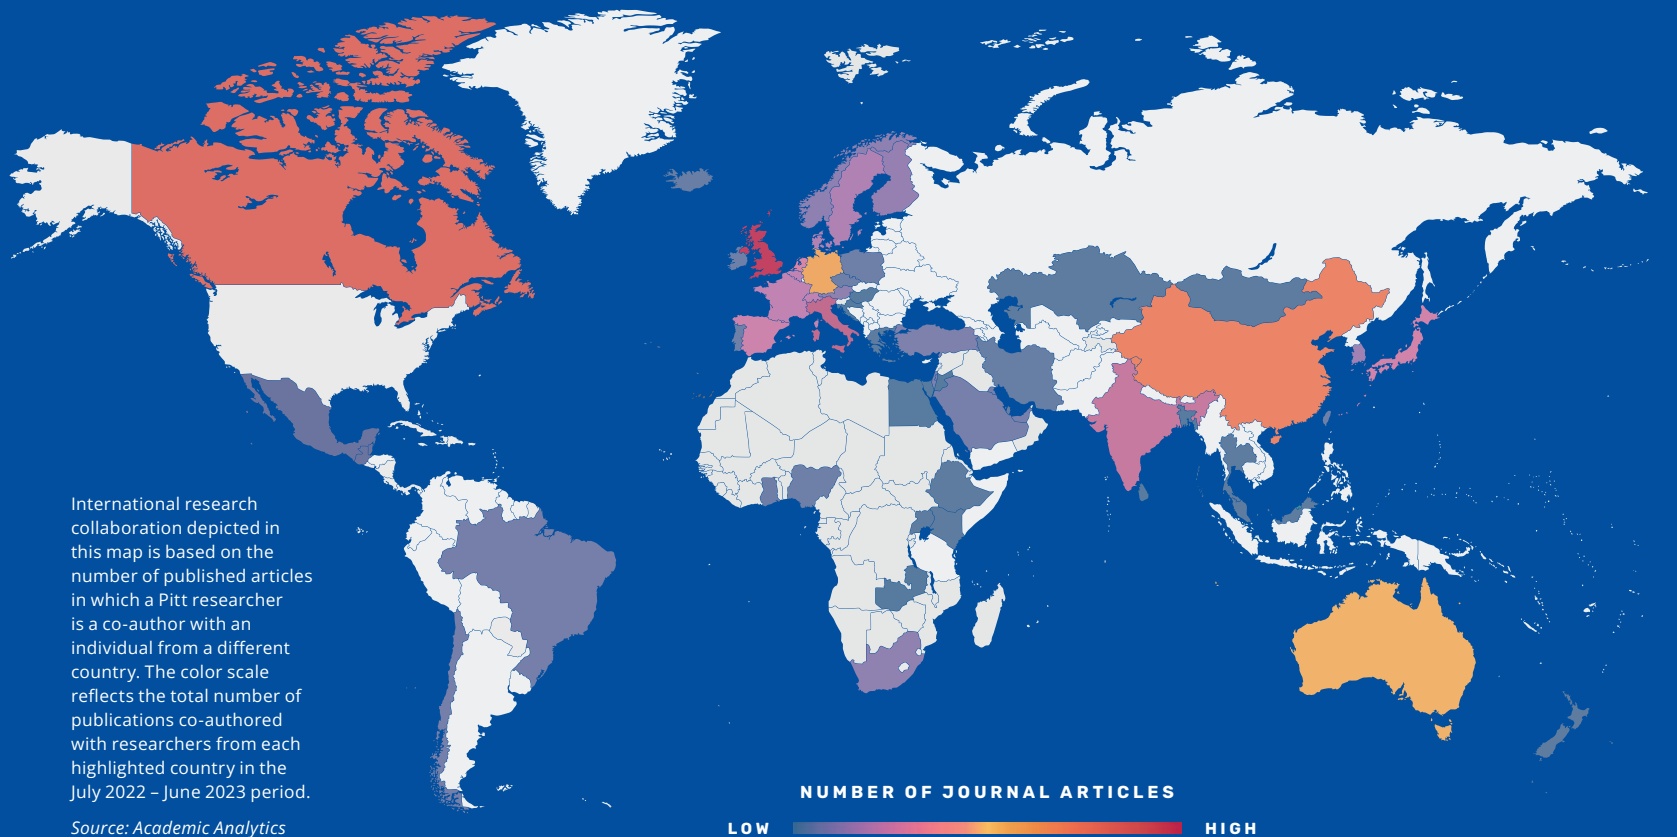 International research
collaboration depicted in
this map is based on the
number of published articles
in which a Pitt researcher
is a co-author with an
individual from a different
country. The color scale
reflects the total number of
publications co-authored
with researchers from each
highlighted country in the
July 2022 – June 2023 period.
Source: Academic Analytics
NUMBER OF JOURNAL ARTICLES
LOW HIGH